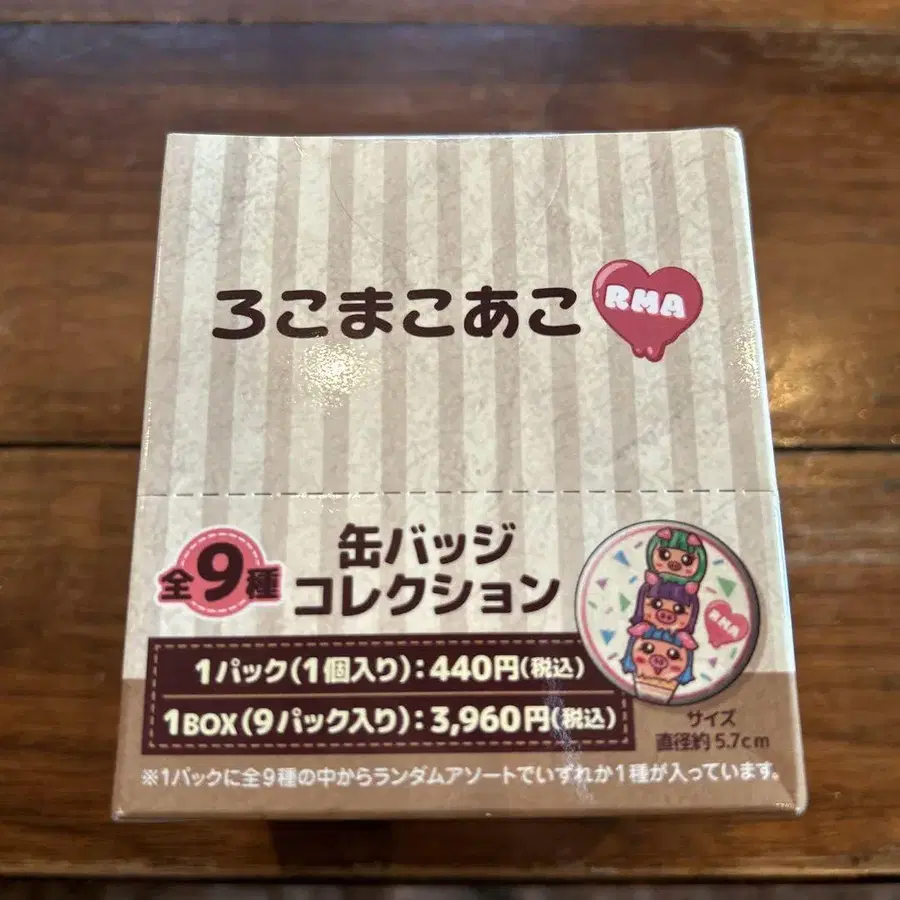 ろこまこあこ
RMA
全9種
缶バッジ
コレクション
RMA
1パック(1個入り):440円(税込)
1BOX(9パック入り):3,960円(税込)
サイズ
直径約5.7cm
※1パックに全9種の中からランダムアソートでいずれか1種が入っています。